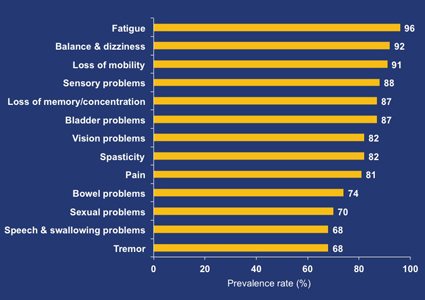 Fatigue 96
Balance & dizziness 92
Loss of mobility 91
Sensory problems 88
Loss of memory/concentration 87
Bladder problems 87
Vision problems 82
Spasticity 82
Pain 81
Bowel problems 74
Sexual problems 70
Speech & swallowing problems 68
Tremor 68
0 20 40 60 80 100
Prevalence rate (%)